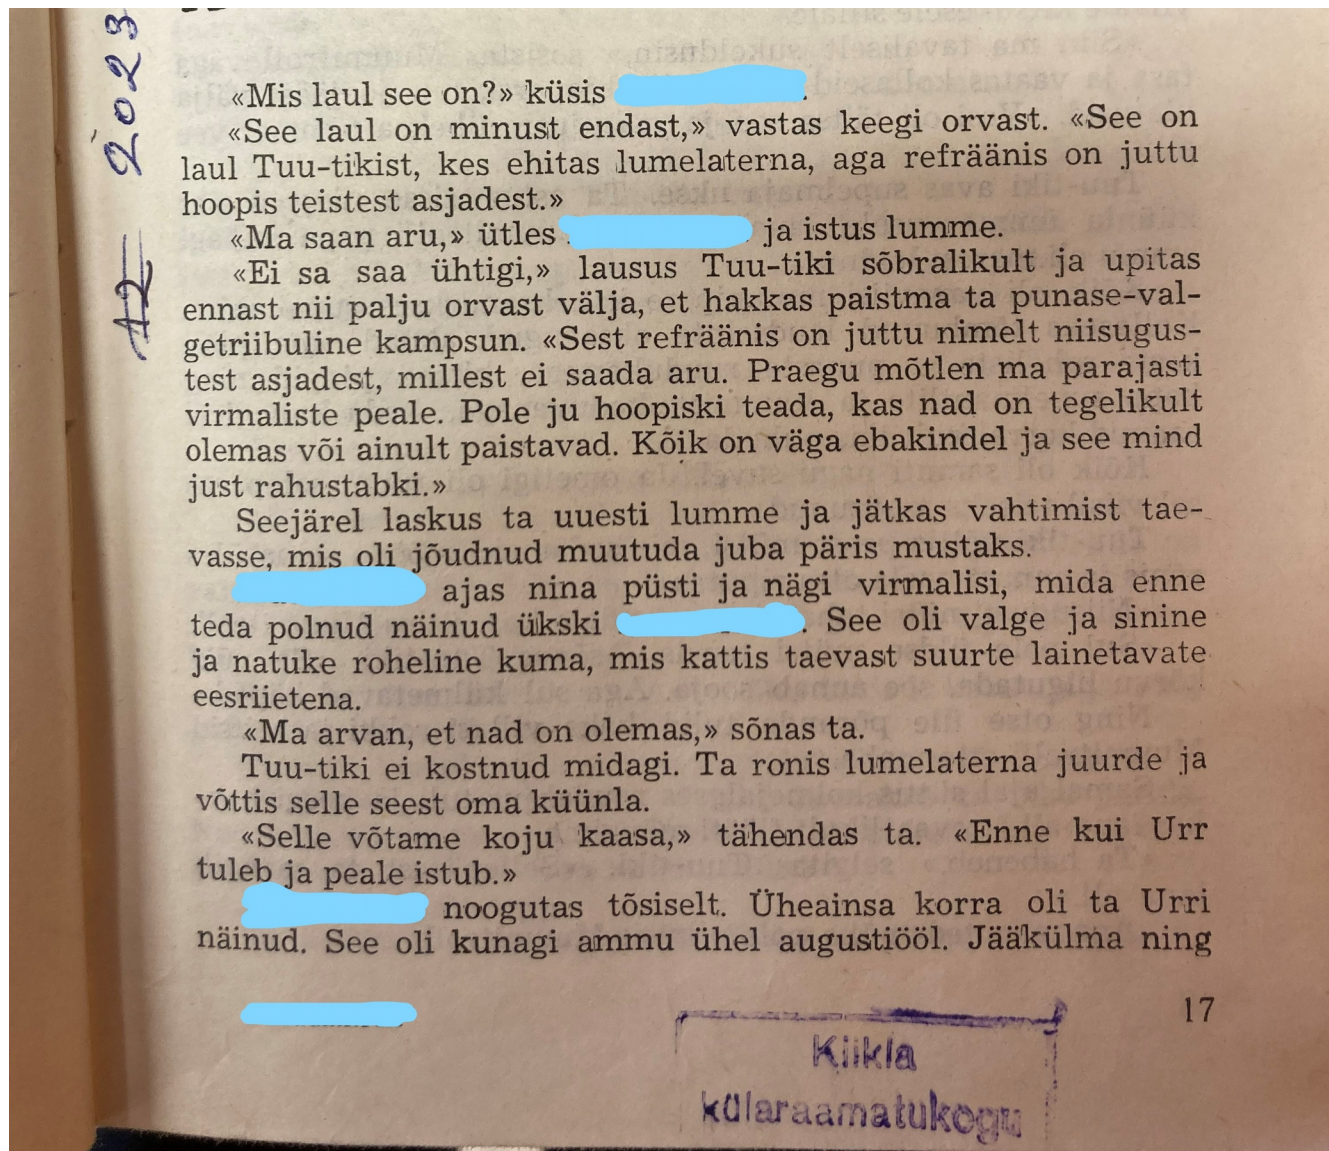 12 2023
«Mis laul see on?» küsis .
«See laul on minust endast,» vastas keegi orvast. «See on
laul Tuu-tikist, kes ehitas lumelaterna, aga refräänis on juttu
hoopis teistest asjadest.»
«Ma saan aru,» ütles ja istus lumme.
«Ei sa saa ühtigi,» lausus Tuu-tiki sõbralikult ja upitas
ennast nii palju orvast välja, et hakkas paistma ta punase-val-
getriibuline kampsun. «Sest refräänis on juttu nimelt niisugus-
test asjadest, millest ei saada aru. Praegu mõtlen ma parajasti
virmaliste peale. Pole ju hoopiski teada, kas nad on tegelikult
olemas või ainult paistavad. Kõik on väga ebakindel ja see mind
just rahustabki.»
Seejärel laskus ta uuesti lumme ja jätkas vahtimist tae-
vasse, mis oli jõudnud muutuda juba päris mustaks.
ajas nina püsti ja nägi virmalisi, mida enne
teda polnud näinud ükski . See oli valge ja sinine
ja natuke roheline kuma, mis kattis taevast suurte lainetavate
eesriietena.
«Ma arvan, et nad on olemas,» sõnas ta.
Tuu-tiki ei kostnud midagi. Ta ronis lumelaterna juurde ja
võttis selle seest oma küünla.
«Selle võtame koju kaasa,» tähendas ta. «Enne kui Urr
tuleb ja peale istub.»
noogutas tõsiselt. Üheainsa korra oli ta Urri
näinud. See oli kunagi ammu ühel augustiööl. Jääkülma ning
17
Kiikla
külaraamatukogu